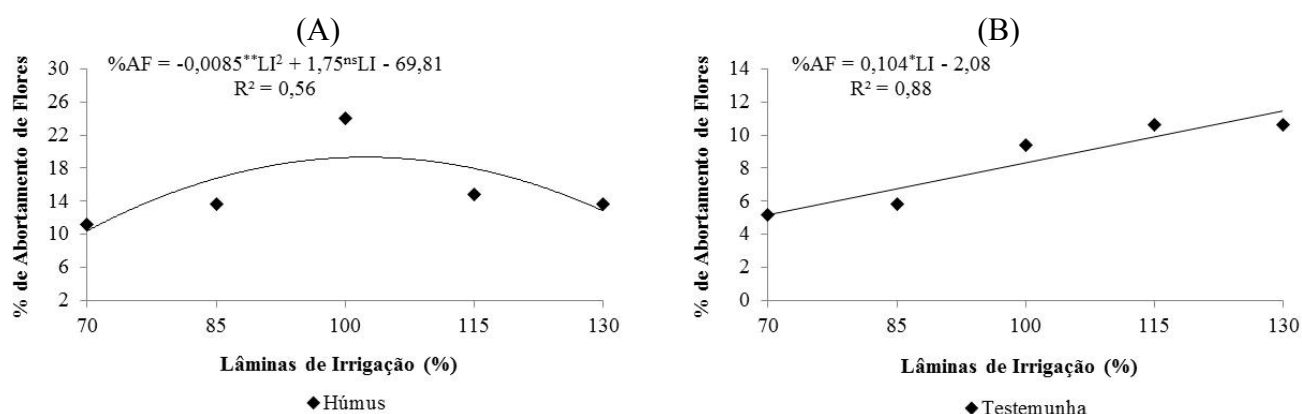 (A)
%AF = -0,0085**LI² + 1,75ⁿˢLI - 69,81
R² = 0,56
% de Abortamento de Flores
30
26
22
18
14
10
6
2
70 85 100 115 130
Lâminas de Irrigação (%)
◆ Húmus
(B)
%AF = 0,104*LI - 2,08
R² = 0,88
% de Abortamento de Flores
14
12
10
8
6
4
2
0
70 85 100 115 130
Lâminas de Irrigação (%)
◆ Testemunha